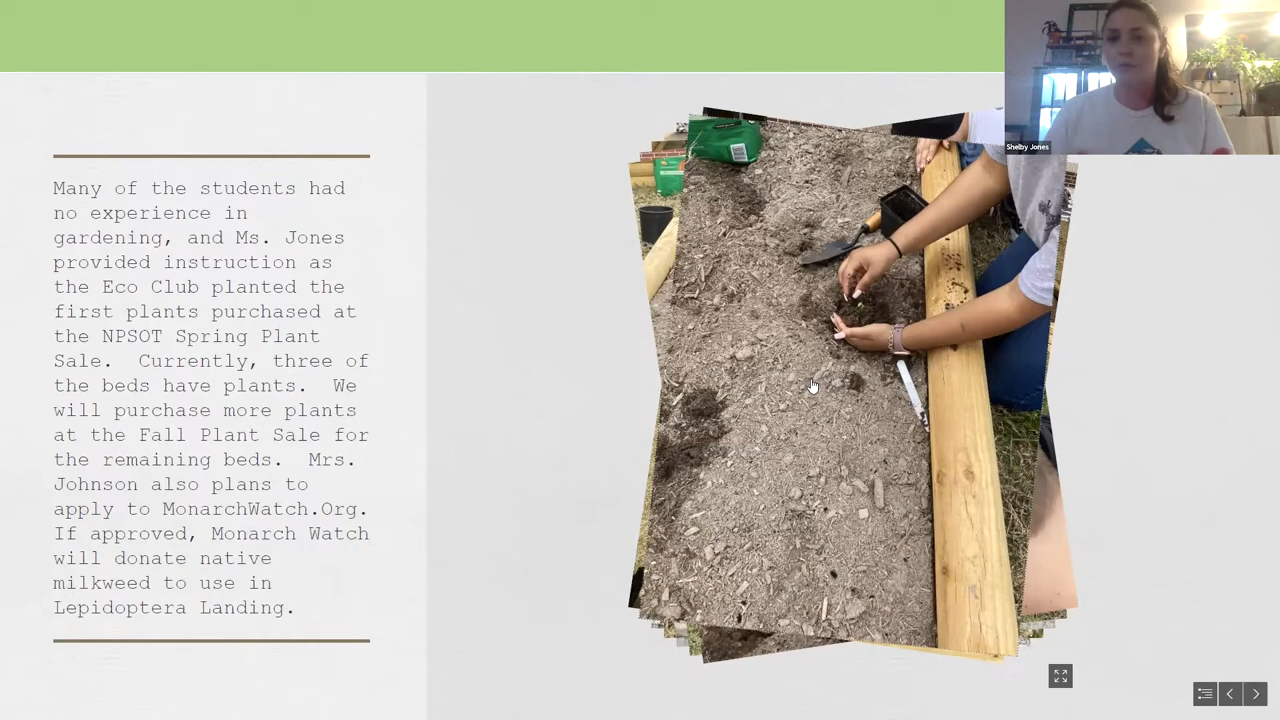 Shelby Jones
Many of the students had
no experience in
gardening, and Ms. Jones
provided instruction as
the Eco Club planted the
first plants purchased at
the NPSOT Spring Plant
Sale.  Currently, three of
the beds have plants.  We
will purchase more plants
at the Fall Plant Sale for
the remaining beds.  Mrs.
Johnson also plans to
apply to MonarchWatch.Org.
If approved, Monarch Watch
will donate native
milkweed to use in
Lepidoptera Landing.